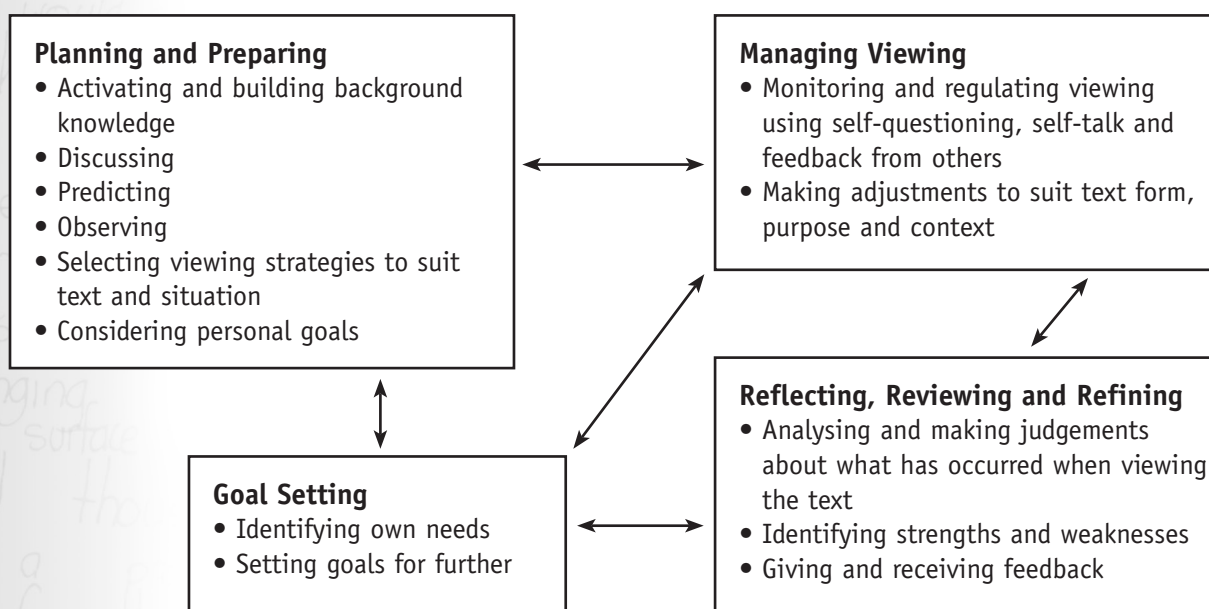 Planning and Preparing
• Activating and building background
knowledge
• Discussing
• Predicting
• Observing
• Selecting viewing strategies to suit
text and situation
• Considering personal goals
Managing Viewing
• Monitoring and regulating viewing
using self-questioning, self-talk and
feedback from others
• Making adjustments to suit text form,
purpose and context
Goal Setting
• Identifying own needs
• Setting goals for further
Reflecting, Reviewing and Refining
• Analysing and making judgements
about what has occurred when viewing
the text
• Identifying strengths and weaknesses
• Giving and receiving feedback
surface